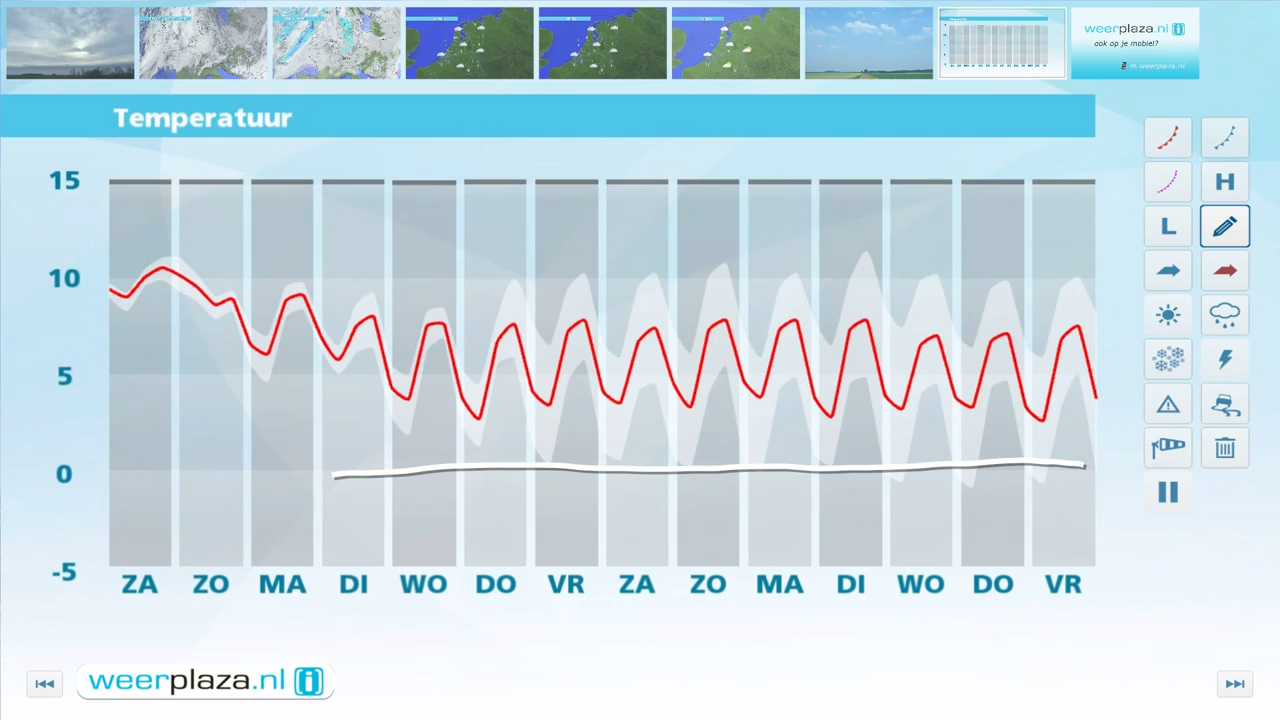 weerplaza.nl i
ook op je mobiel?
m.weerplaza.nl
Temperatuur
15
10
5
0
-5
ZA ZO MA DI WO DO VR ZA ZO MA DI WO DO VR
H
L
weerplaza.nl i